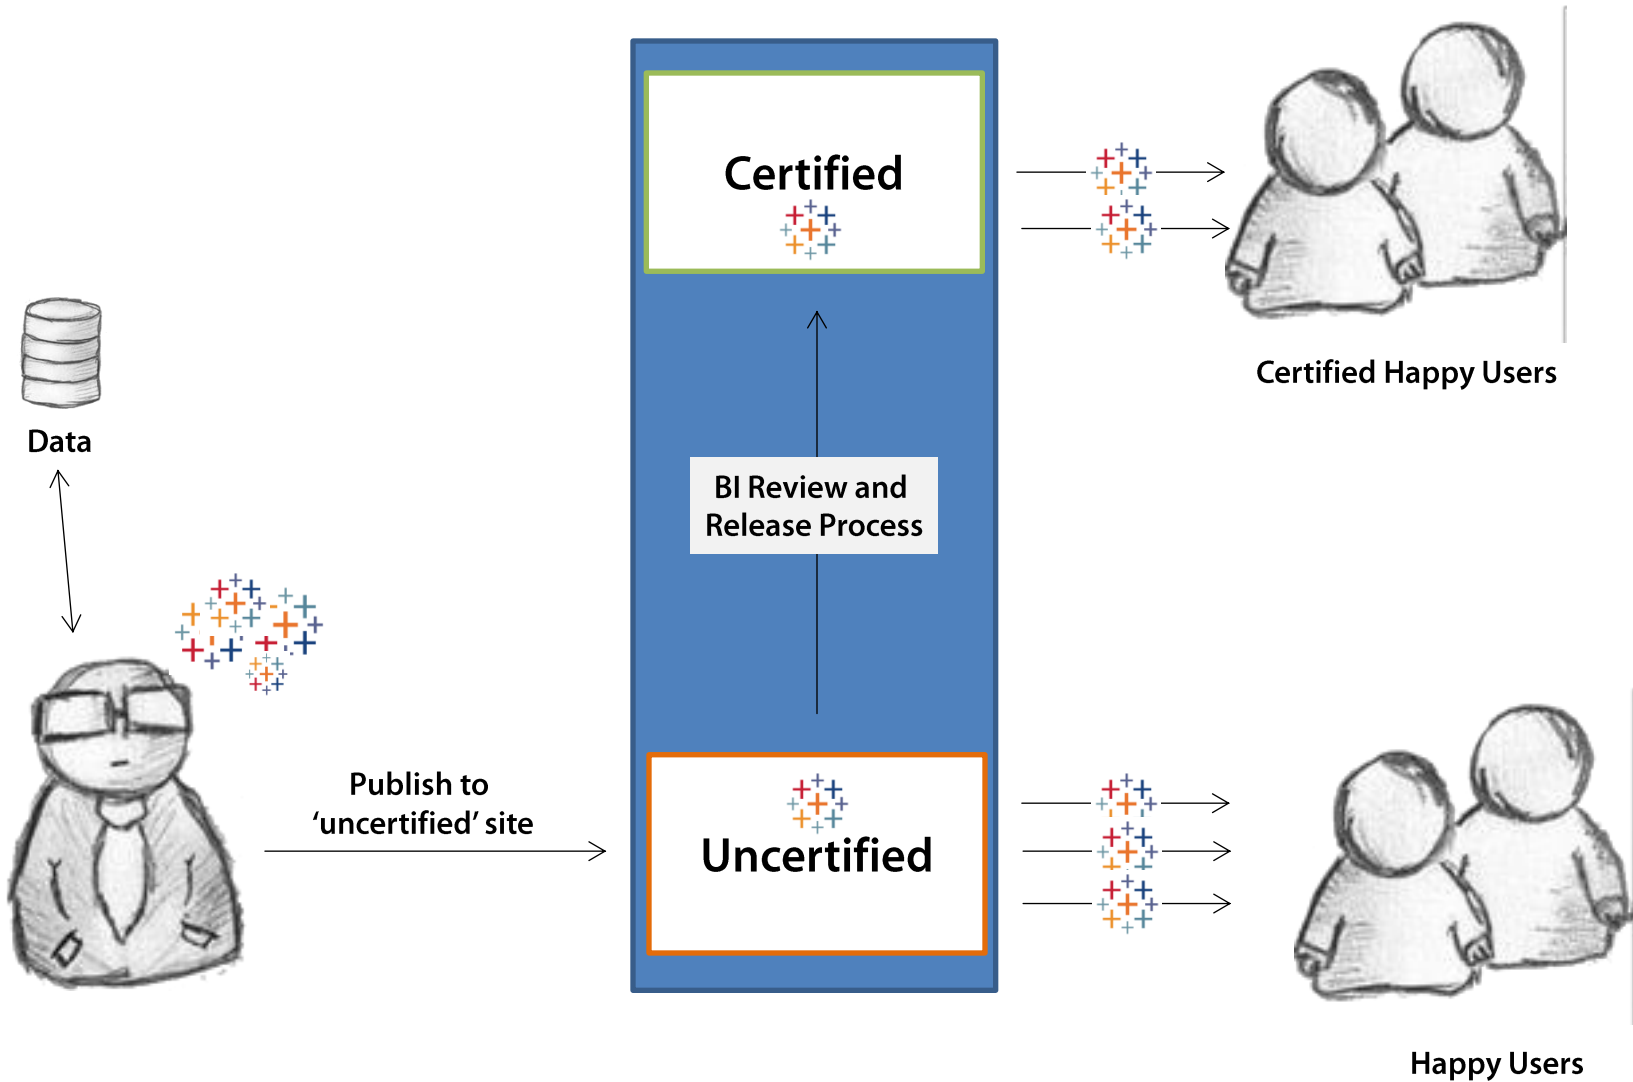 Certified
Certified Happy Users
Data
BI Review and
Release Process
Publish to
‘uncertified’ site
Uncertified
Happy Users